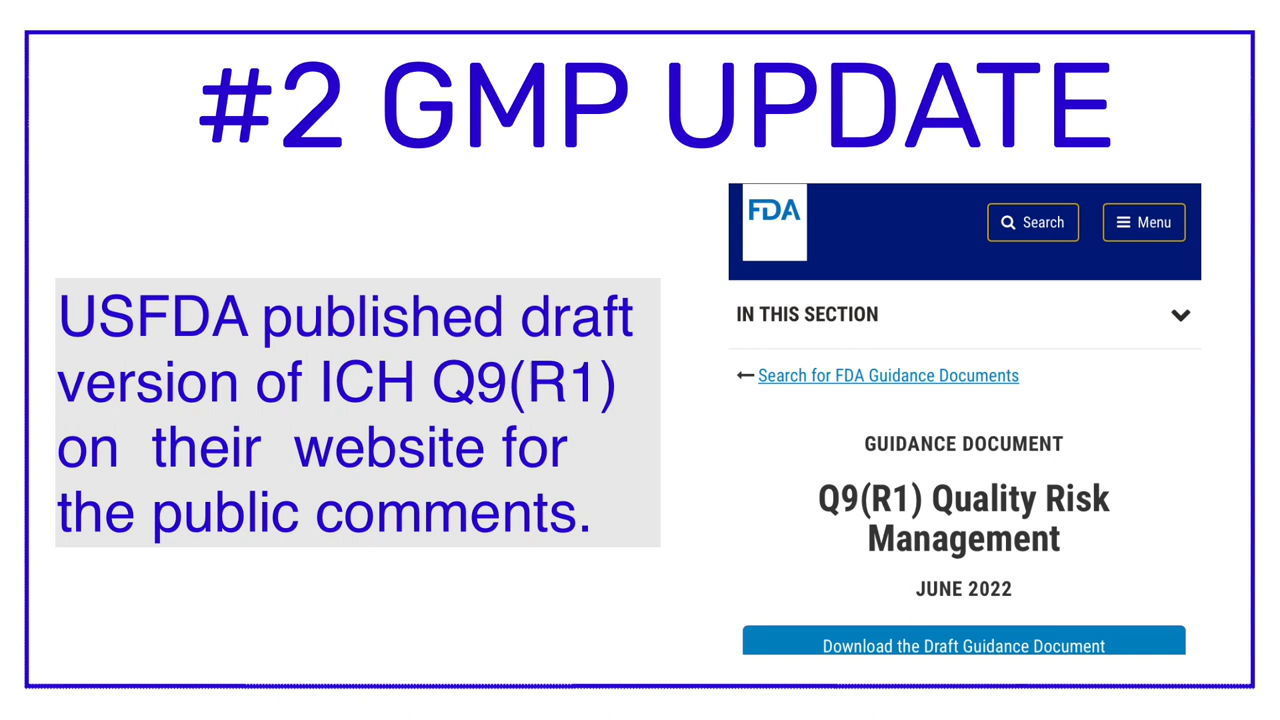 #2 GMP UPDATE
USFDA published draft
version of ICH Q9(R1)
on their website for
the public comments.
FDA
Search
Menu
IN THIS SECTION
Search for FDA Guidance Documents
GUIDANCE DOCUMENT
Q9(R1) Quality Risk
Management
JUNE 2022
Download the Draft Guidance Document